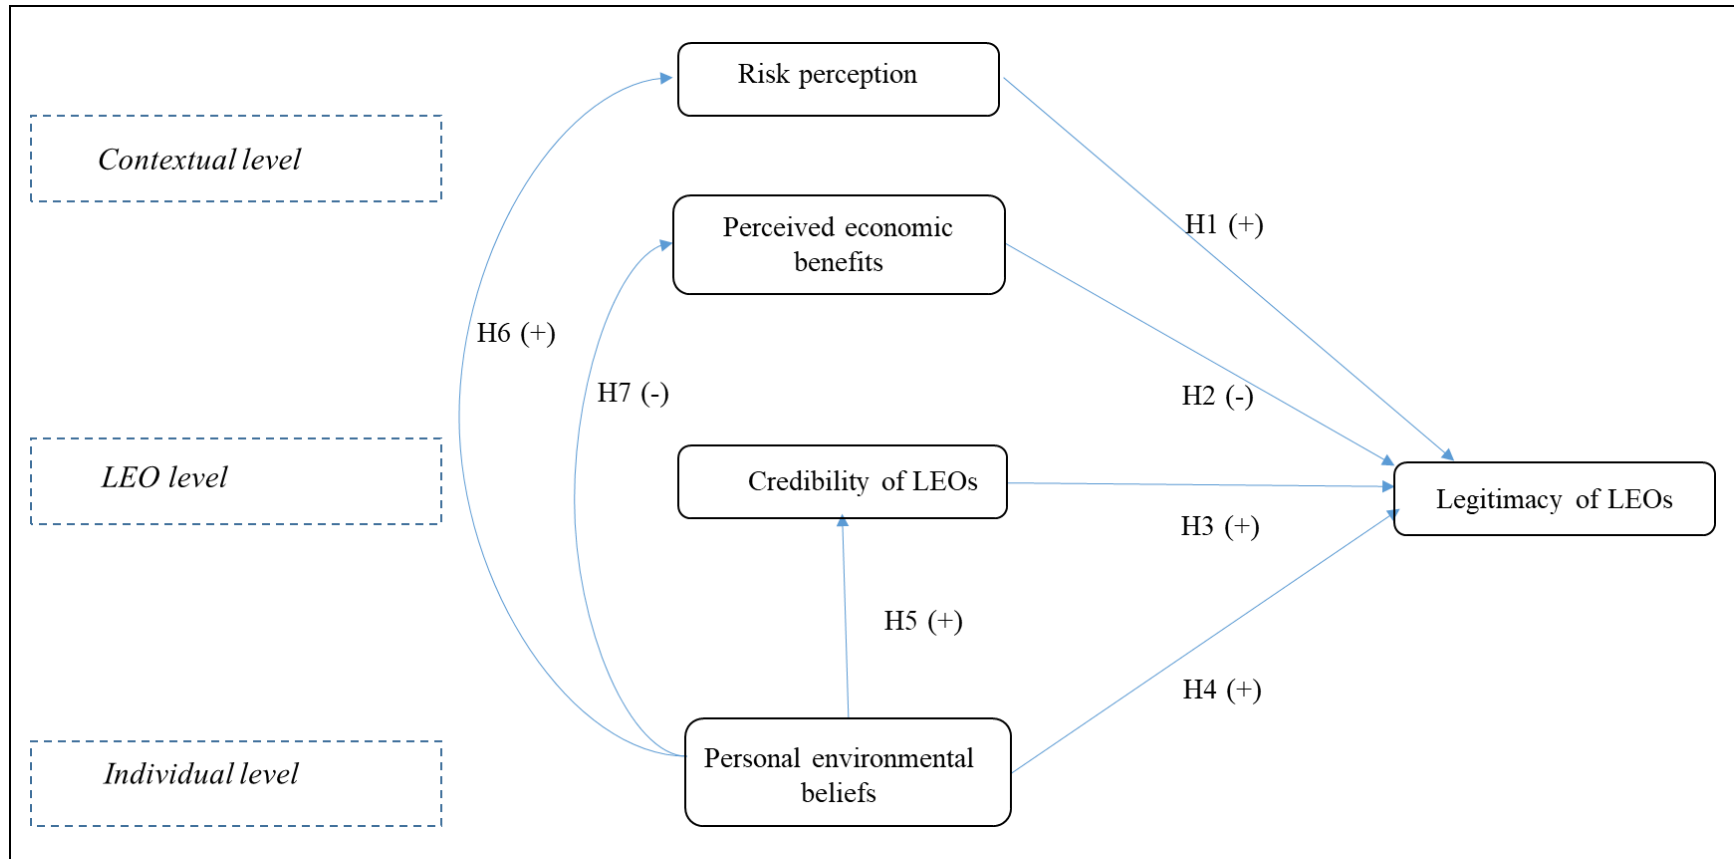 Risk perception
Contextual level
Perceived economic
benefits
H1 (+)
H6 (+)
H7 (-)
H2 (-)
LEO level
Credibility of LEOs
Legitimacy of LEOs
H3 (+)
H5 (+)
H4 (+)
Individual level
Personal environmental
beliefs